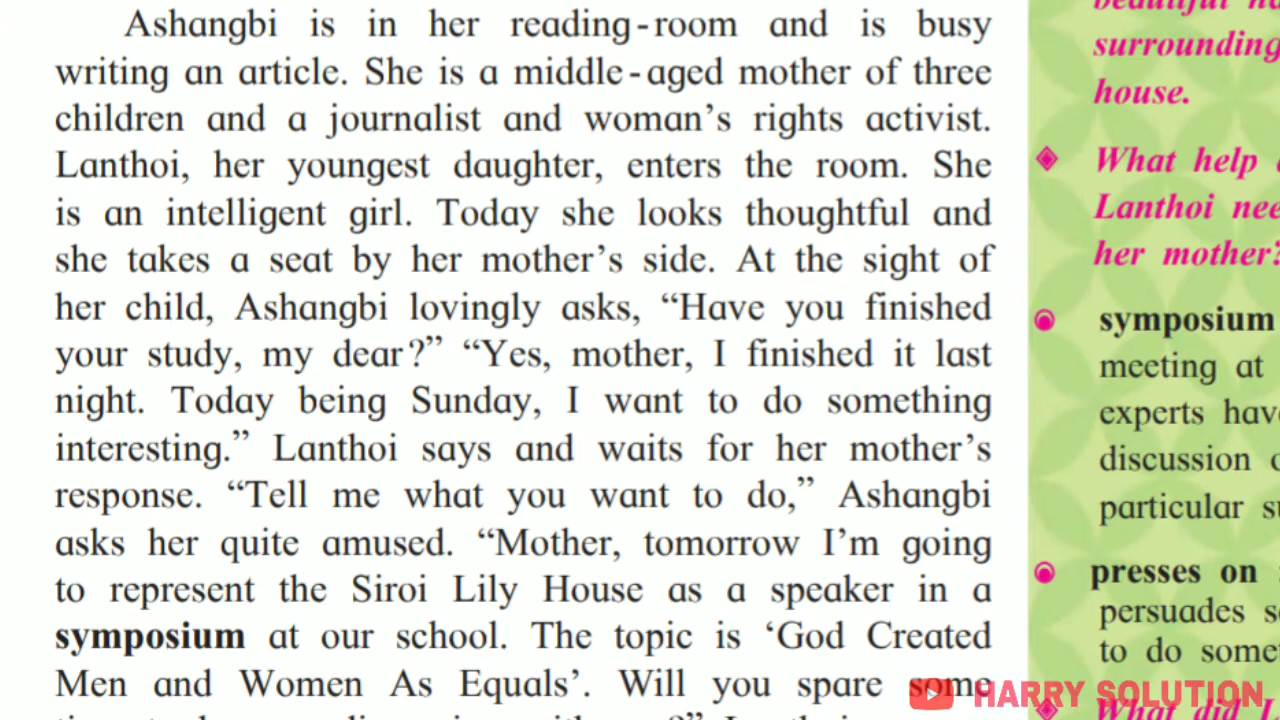 Ashangbi is in her reading-room and is busy
writing an article. She is a middle-aged mother of three
children and a journalist and woman's rights activist.
Lanthoi, her youngest daughter, enters the room. She
is an intelligent girl. Today she looks thoughtful and
she takes a seat by her mother's side. At the sight of
her child, Ashangbi lovingly asks, “Have you finished
your study, my dear?” “Yes, mother, I finished it last
night. Today being Sunday, I want to do something
interesting.” Lanthoi says and waits for her mother's
response. “Tell me what you want to do,” Ashangbi
asks her quite amused. “Mother, tomorrow I'm going
to represent the Siroi Lily House as a speaker in a
symposium at our school. The topic is ‘God Created
Men and Women As Equals’. Will you spare some
surrounding
house.
What help
Lanthoi
her mother?
symposium
meeting at
experts
discussion
particular
presses on
persuades
to do
What did I
HARRY SOLUTION